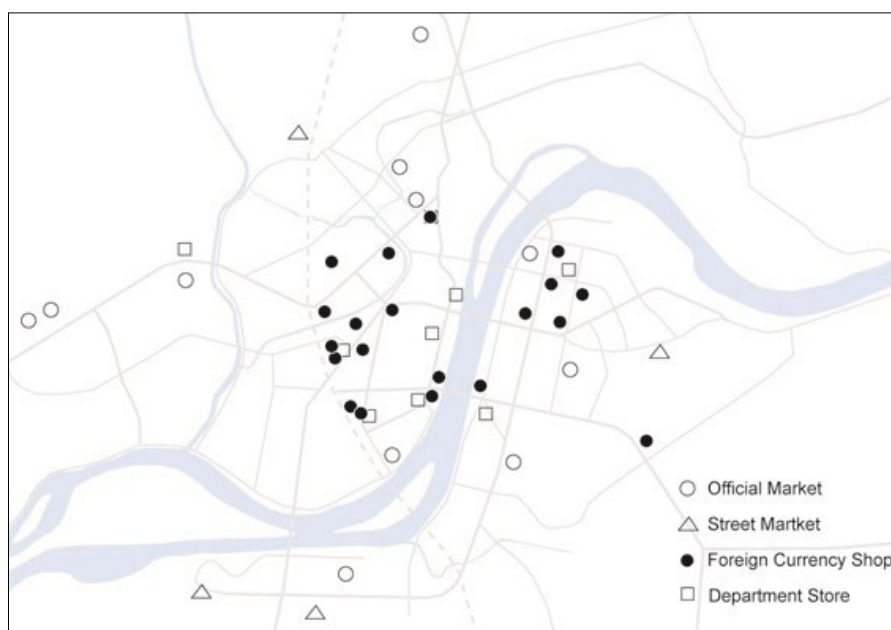 Official Market
Street Martket
Foreign Currency Shop
Department Store